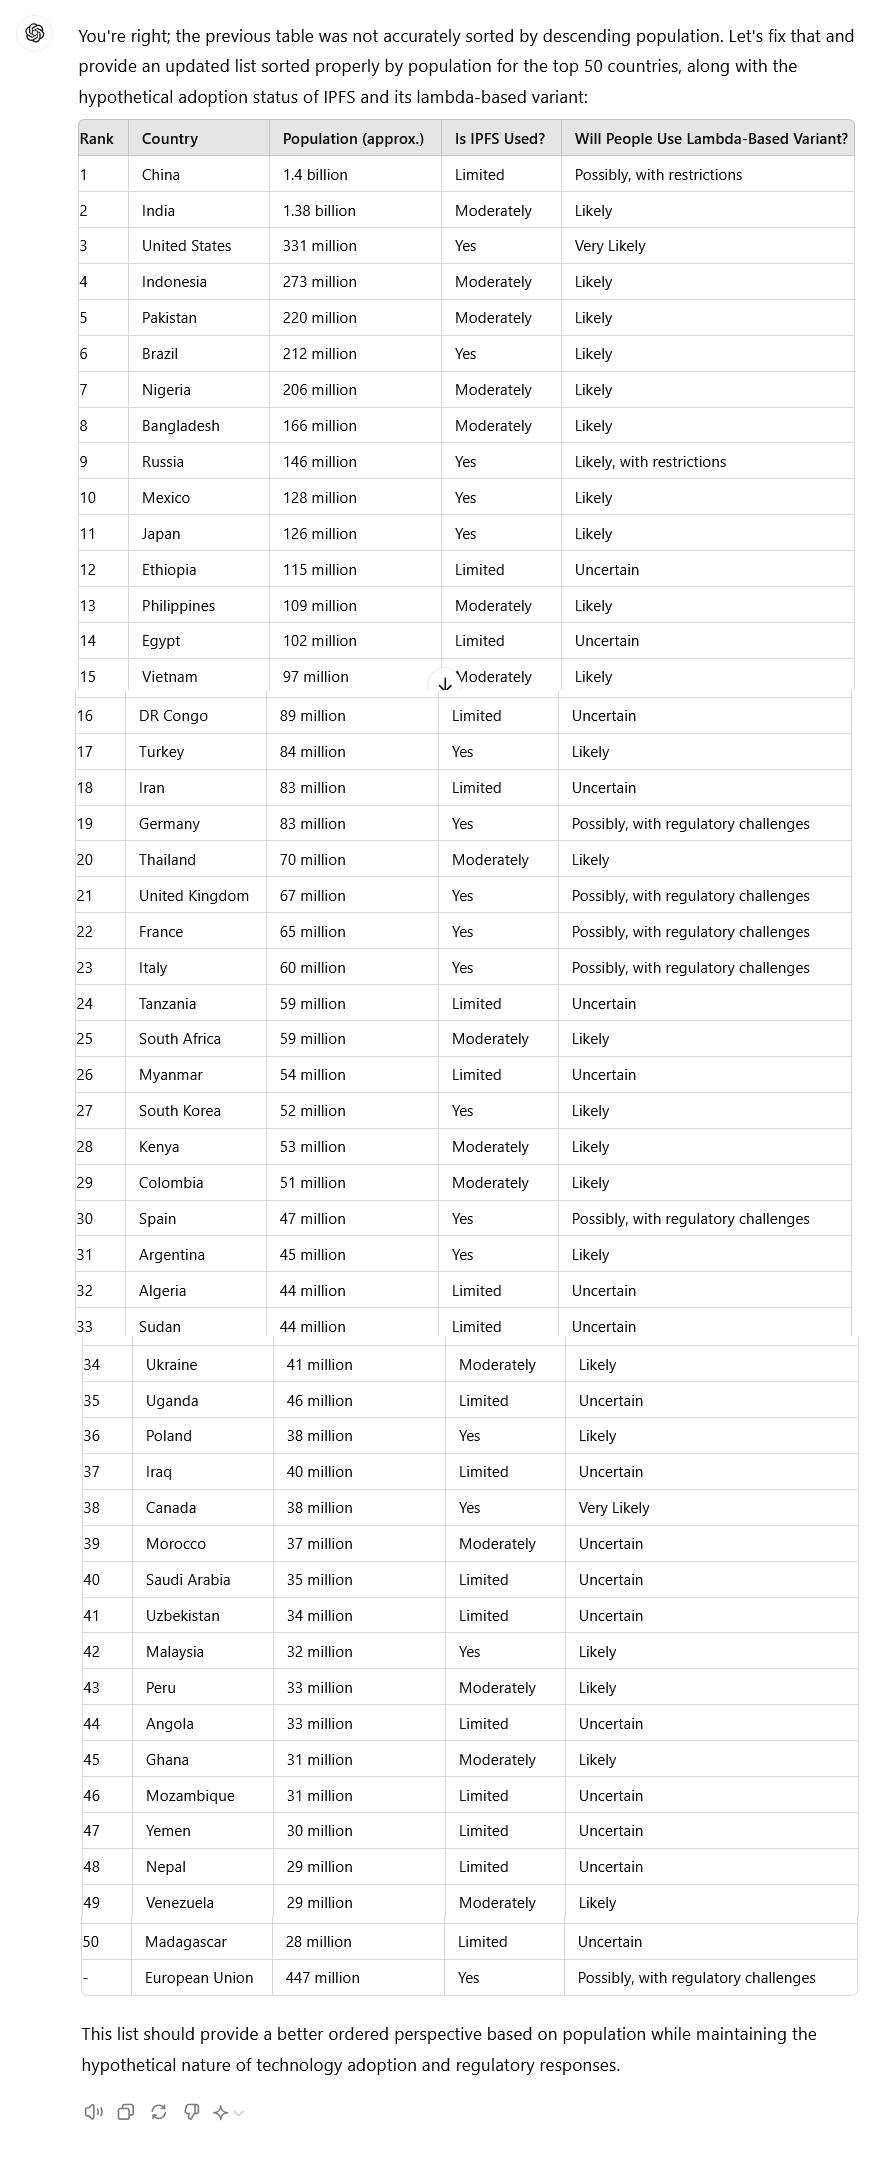 You're right; the previous table was not accurately sorted by descending population. Let's fix that and
provide an updated list sorted properly by population for the top 50 countries, along with the
hypothetical adoption status of IPFS and its lambda-based variant:
Rank Country Population (approx.) Is IPFS Used? Will People Use Lambda-Based Variant?
1 China 1.4 billion Limited Possibly, with restrictions
2 India 1.38 billion Moderately Likely
3 United States 331 million Yes Very Likely
4 Indonesia 273 million Moderately Likely
5 Pakistan 220 million Moderately Likely
6 Brazil 212 million Yes Likely
7 Nigeria 206 million Moderately Likely
8 Bangladesh 166 million Moderately Likely
9 Russia 146 million Yes Likely, with restrictions
10 Mexico 128 million Yes Likely
11 Japan 126 million Yes Likely
12 Ethiopia 115 million Limited Uncertain
13 Philippines 109 million Moderately Likely
14 Egypt 102 million Limited Uncertain
15 Vietnam 97 million Moderately Likely
16 DR Congo 89 million Limited Uncertain
17 Turkey 84 million Yes Likely
18 Iran 83 million Limited Uncertain
19 Germany 83 million Yes Possibly, with regulatory challenges
20 Thailand 70 million Moderately Likely
21 United Kingdom 67 million Yes Possibly, with regulatory challenges
22 France 65 million Yes Possibly, with regulatory challenges
23 Italy 60 million Yes Possibly, with regulatory challenges
24 Tanzania 59 million Limited Uncertain
25 South Africa 59 million Moderately Likely
26 Myanmar 54 million Limited Uncertain
27 South Korea 52 million Yes Likely
28 Kenya 53 million Moderately Likely
29 Colombia 51 million Moderately Likely
30 Spain 47 million Yes Possibly, with regulatory challenges
31 Argentina 45 million Yes Likely
32 Algeria 44 million Limited Uncertain
33 Sudan 44 million Limited Uncertain
34 Ukraine 41 million Moderately Likely
35 Uganda 46 million Limited Uncertain
36 Poland 38 million Yes Likely
37 Iraq 40 million Limited Uncertain
38 Canada 38 million Yes Very Likely
39 Morocco 37 million Moderately Uncertain
40 Saudi Arabia 35 million Limited Uncertain
41 Uzbekistan 34 million Limited Uncertain
42 Malaysia 32 million Yes Likely
43 Peru 33 million Moderately Likely
44 Angola 33 million Limited Uncertain
45 Ghana 31 million Moderately Likely
46 Mozambique 31 million Limited Uncertain
47 Yemen 30 million Limited Uncertain
48 Nepal 29 million Limited Uncertain
49 Venezuela 29 million Moderately Likely
50 Madagascar 28 million Limited Uncertain
- European Union 447 million Yes Possibly, with regulatory challenges
This list should provide a better ordered perspective based on population while maintaining the
hypothetical nature of technology adoption and regulatory responses.